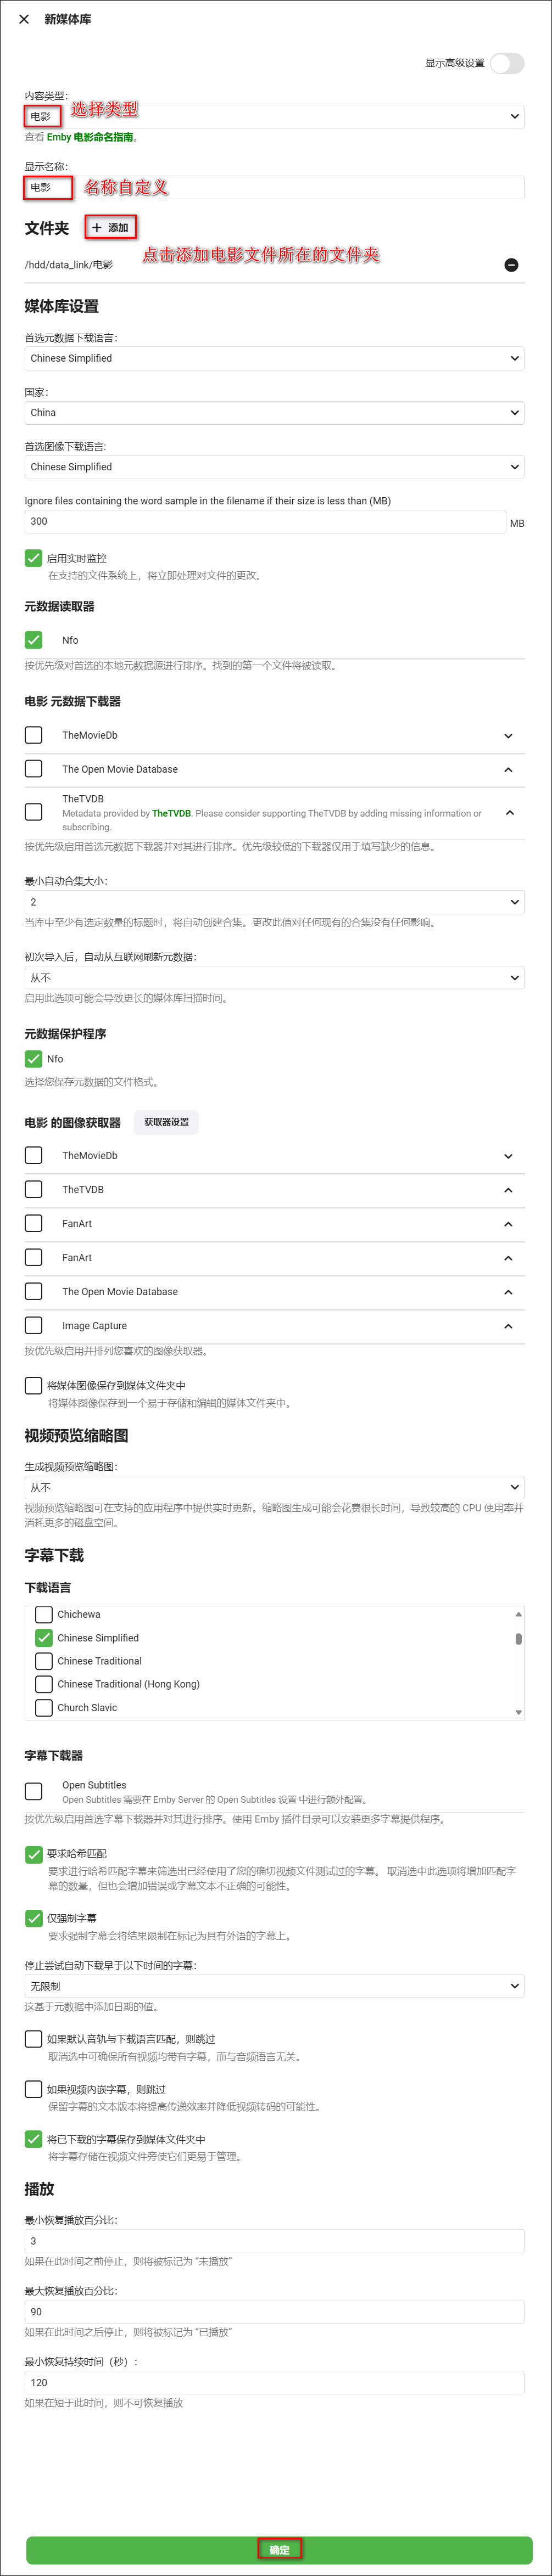 新媒体库
显示高级设置
内容类型:
电影
选择类型
查看 Emby 电影命名指南。
显示名称:
电影
名称自定义
文件夹
+ 添加
点击添加电影文件所在的文件夹
/hdd/data_link/电影
媒体库设置
首选元数据下载语言:
Chinese Simplified
国家:
China
首选图像下载语言:
Chinese Simplified
Ignore files containing the word sample in the filename if their size is less than (MB)
300
MB
启用实时监控
在支持的文件系统上，将立即处理对文件的更改。
元数据读取器
Nfo
按优先级对首选的本地元数据源进行排序。找到的第一个文件将被读取。
电影 元数据下载器
TheMovieDb
The Open Movie Database
TheTVDB
Metadata provided by TheTVDB. Please consider supporting TheTVDB by adding missing information or
subscribing.
按优先级启用首选元数据下载器并对其进行排序。优先级较低的下载器仅用于填写缺少的信息。
最小自动合集大小:
2
当库中至少有选定数量的标题时，将自动创建合集。更改此值对任何现有的合集没有任何影响。
初次导入后，自动从互联网刷新元数据:
从不
启用此选项可能会导致更长的媒体库扫描时间。
元数据保护程序
Nfo
选择您保存元数据的文件格式。
电影 的图像获取器
获取器设置
TheMovieDb
TheTVDB
FanArt
FanArt
The Open Movie Database
Image Capture
按优先级启用并排列您喜欢的图像获取器。
将媒体图像保存到媒体文件夹中
将媒体图像保存到一个易于存储和编辑的媒体文件夹中。
视频预览缩略图
生成视频预览缩略图:
从不
视频预览缩略图可在支持的应用程序中提供实时更新。缩略图生成可能会花费很长时间，导致较高的 CPU 使用率并
消耗更多的磁盘空间。
字幕下载
下载语言
Chichewa
Chinese Simplified
Chinese Traditional
Chinese Traditional (Hong Kong)
Church Slavic
字幕下载器
Open Subtitles
Open Subtitles 需要在 Emby Server 的 Open Subtitles 设置 中进行额外配置。
按优先级启用首选字幕下载器并对其进行排序。使用 Emby 插件目录可以安装更多字幕提供程序。
要求哈希匹配
要求进行哈希匹配字幕来筛选出已经使用了您的确切视频文件测试过的字幕。 取消选中此选项将增加匹配字
幕的数量，但也会增加错误或字幕文本不正确的可能性。
仅强制字幕
要求强制字幕会将结果限制在标记为具有外语的字幕上。
停止尝试自动下载早于以下时间的字幕:
无限制
这基于元数据中添加日期的值。
如果默认音轨与下载语言匹配，则跳过
取消选中可确保所有视频均带有字幕，而与音频语言无关。
如果视频内嵌字幕，则跳过
保留字幕的文本版本将提高传递效率并降低视频转码的可能性。
将已下载的字幕保存到媒体文件夹中
将字幕存储在视频文件旁使它们更易于管理。
播放
最小恢复播放百分比:
3
如果在此时间之前停止，则将被标记为 “未播放”
最大恢复播放百分比:
90
如果在此时间之后停止，则将被标记为 “已播放”
最小恢复持续时间（秒）:
120
如果在短于此时间，则不可恢复播放
确定